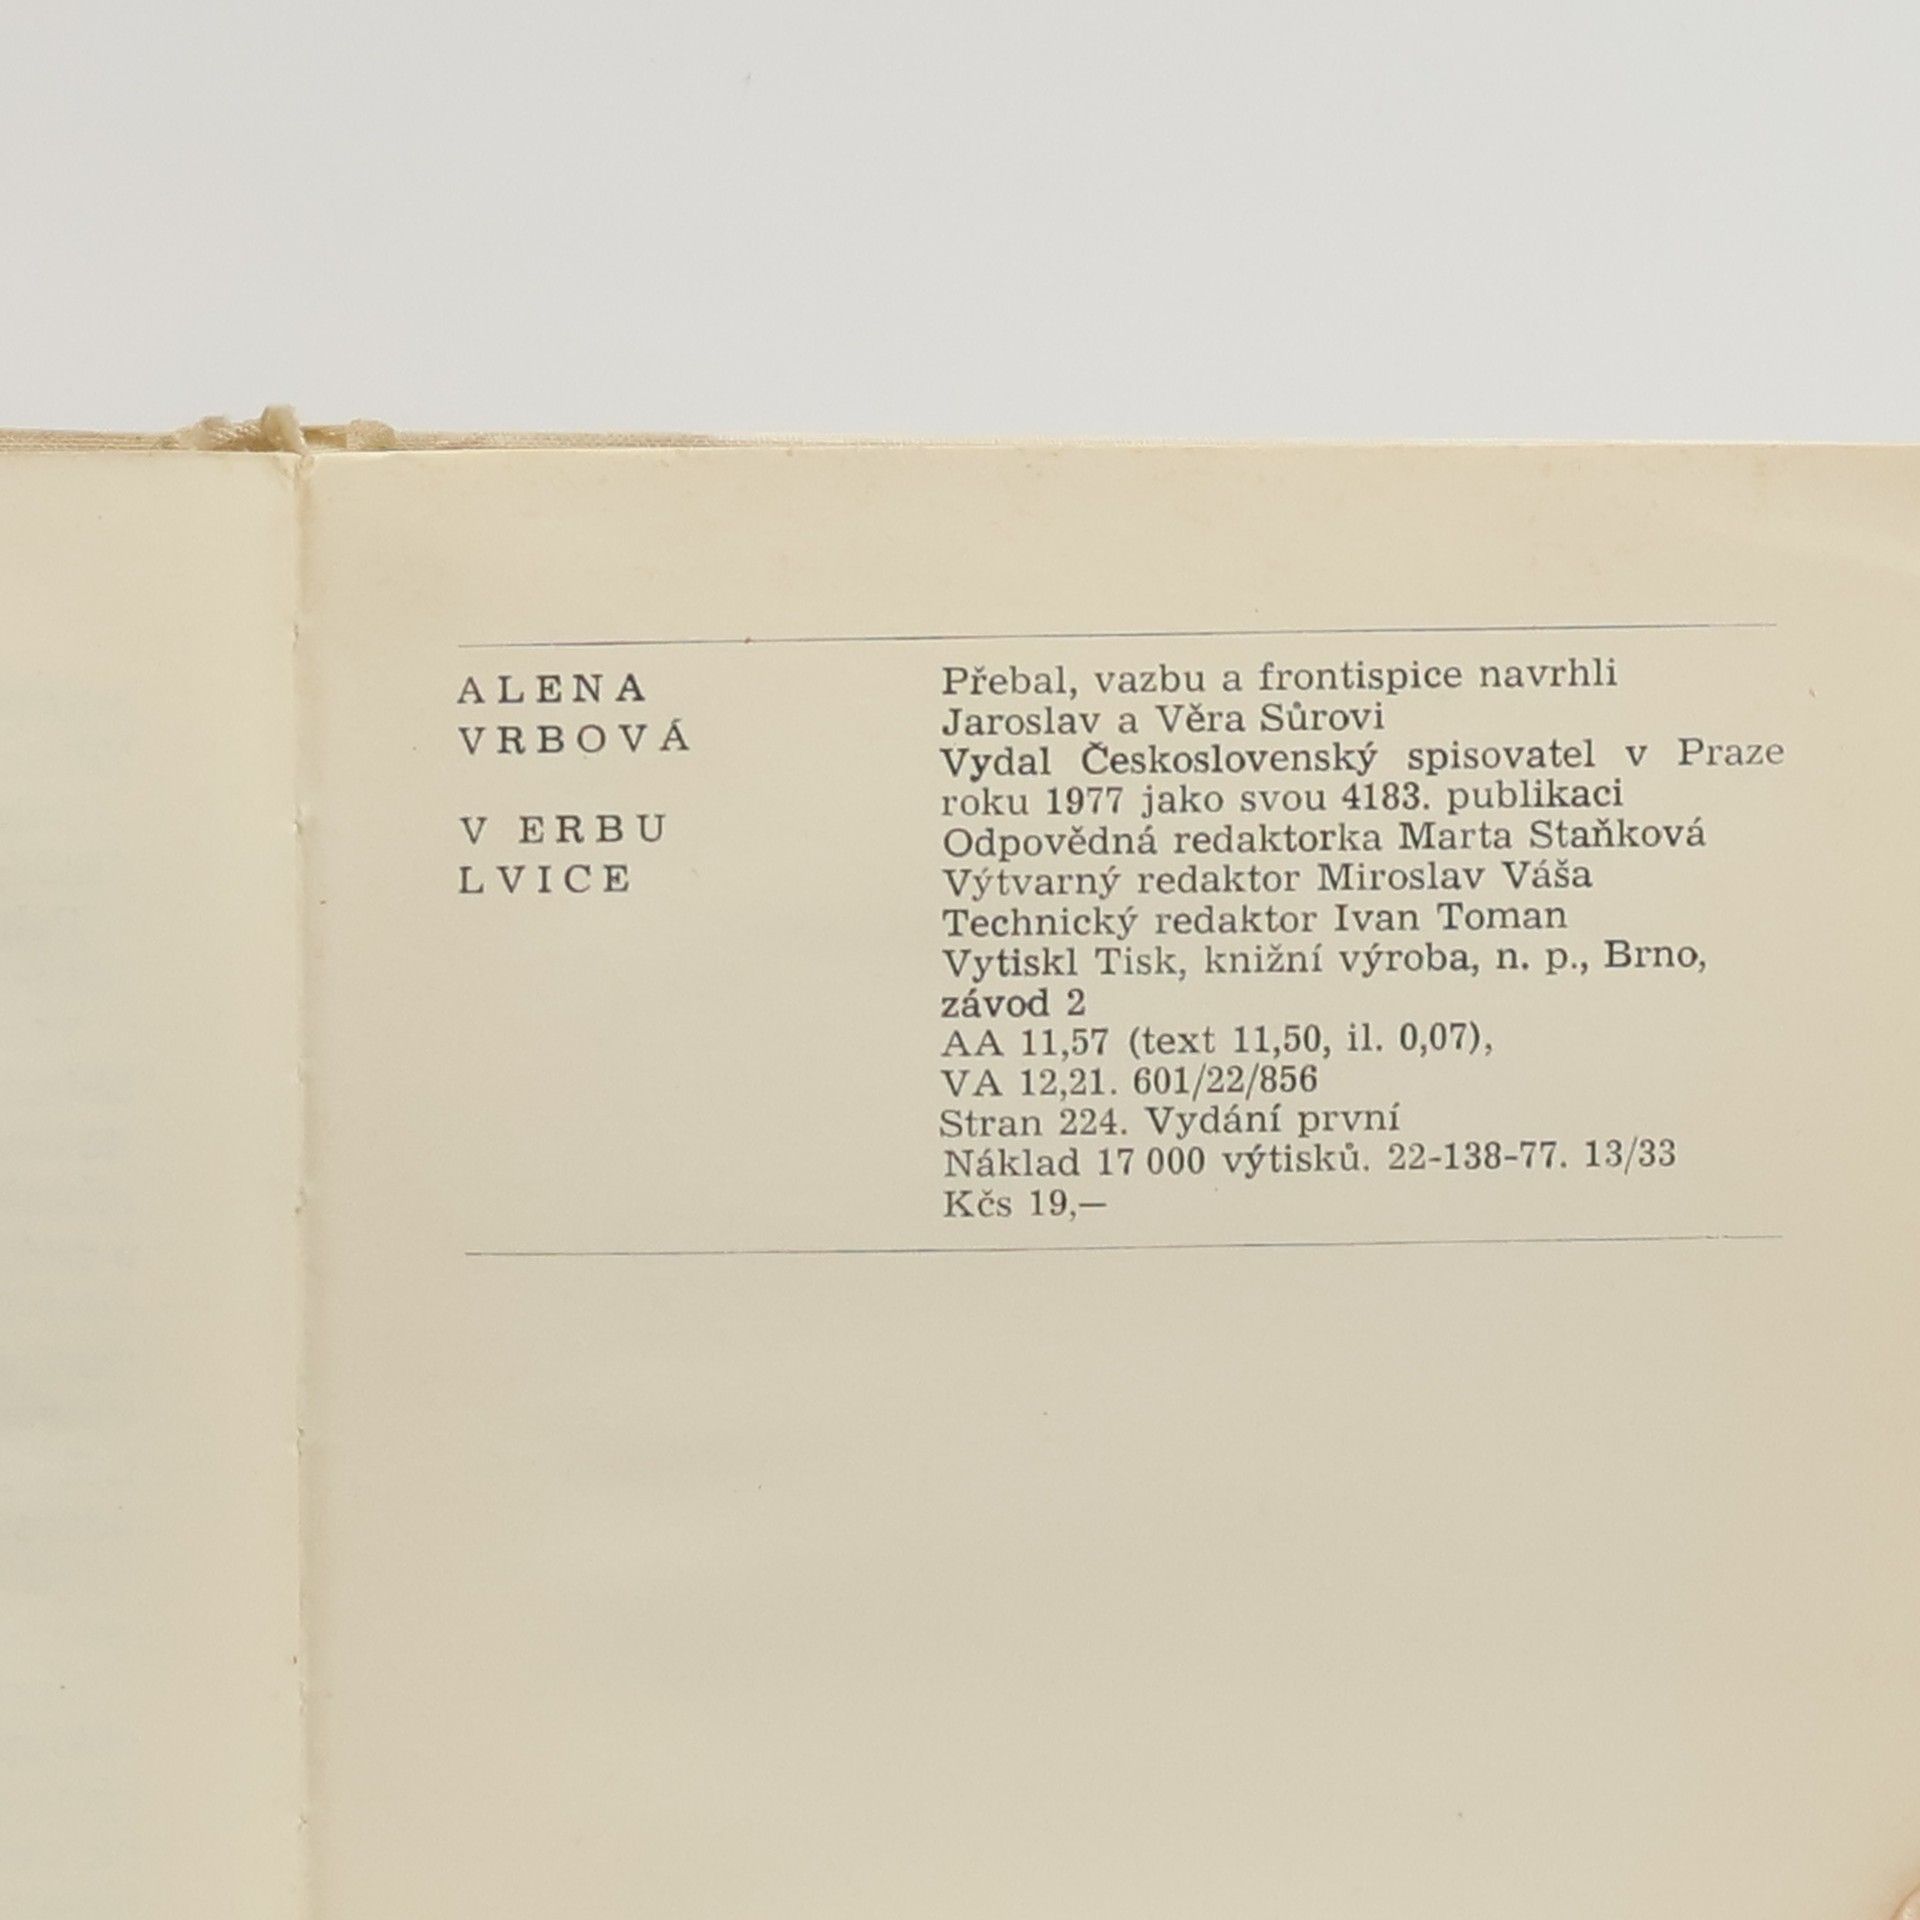 ALENA
VRBOVÁ
V ERBU
LVICE
Přebal, vazbu a frontispice navrhli
Jaroslav a Věra Sůrovi
Vydal Československý spisovatel v Praze
roku 1977 jako svou 4183. publikaci
Odpovědná redaktorka Marta Staňková
Výtvarný redaktor Miroslav Váša
Technický redaktor Ivan Toman
Vytiskl Tisk, knižní výroba, n. p., Brno,
závod 2
AA 11,57 (text 11,50, il. 0,07),
VA 12,21. 601/22/856
Stran 224. Vydání první
Náklad 17 000 výtisků. 22-138-77. 13/33
Kčs 19,—